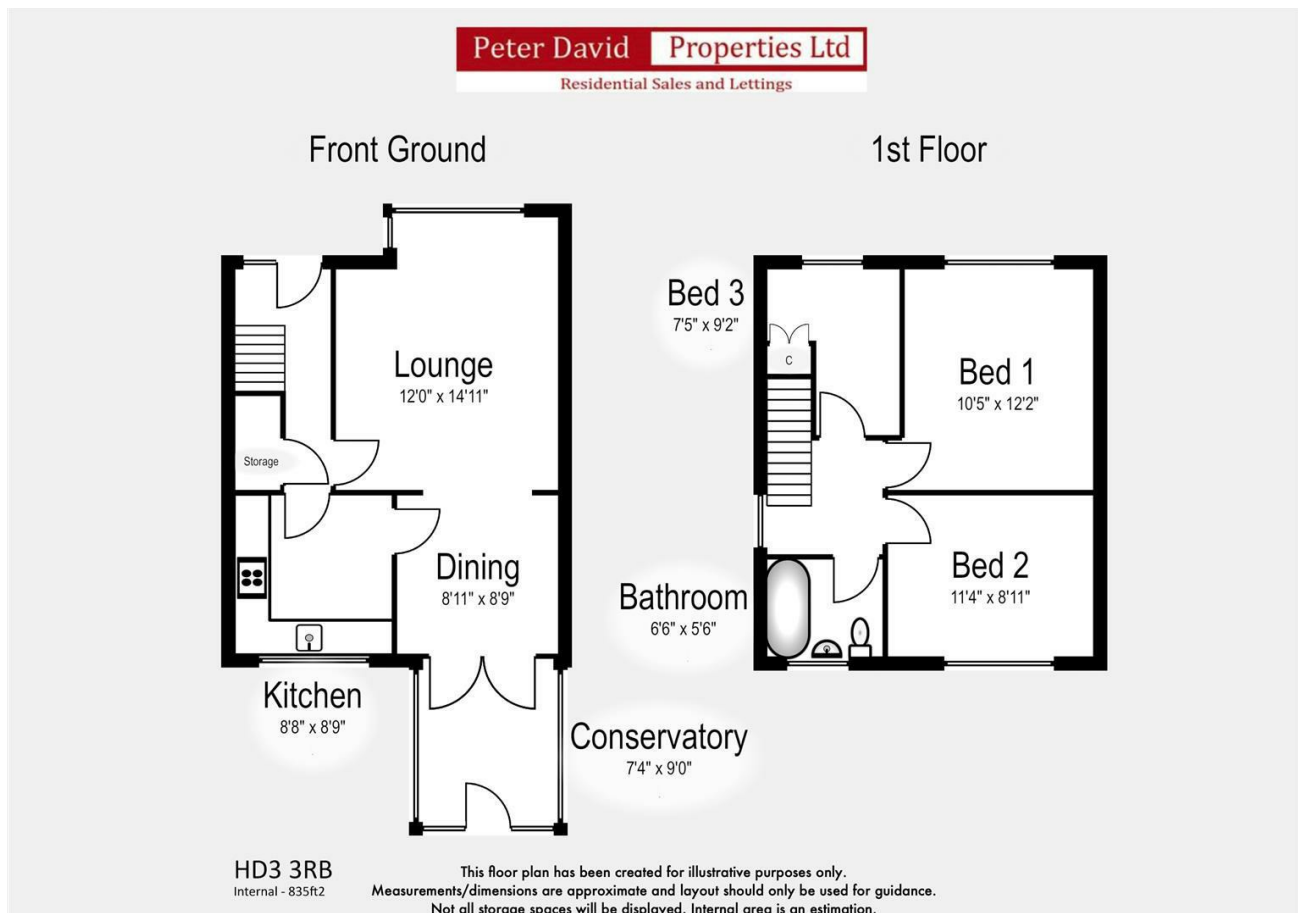 Peter David Properties Ltd
Residential Sales and Lettings
Front Ground
1st Floor
Lounge
12'0" x 14'11"
Storage
Dining
8'11" x 8'9"
Kitchen
8'8" x 8'9"
Conservatory
7'4" x 9'0"
Bed 3
7'5" x 9'2"
C
Bed 1
10'5" x 12'2"
Bed 2
11'4" x 8'11"
Bathroom
6'6" x 5'6"
HD3 3RB
Internal - 835ft2
This floor plan has been created for illustrative purposes only.
Measurements/dimensions are approximate and layout should only be used for guidance.
Not all storage spaces will be displayed. Internal area is an estimation.